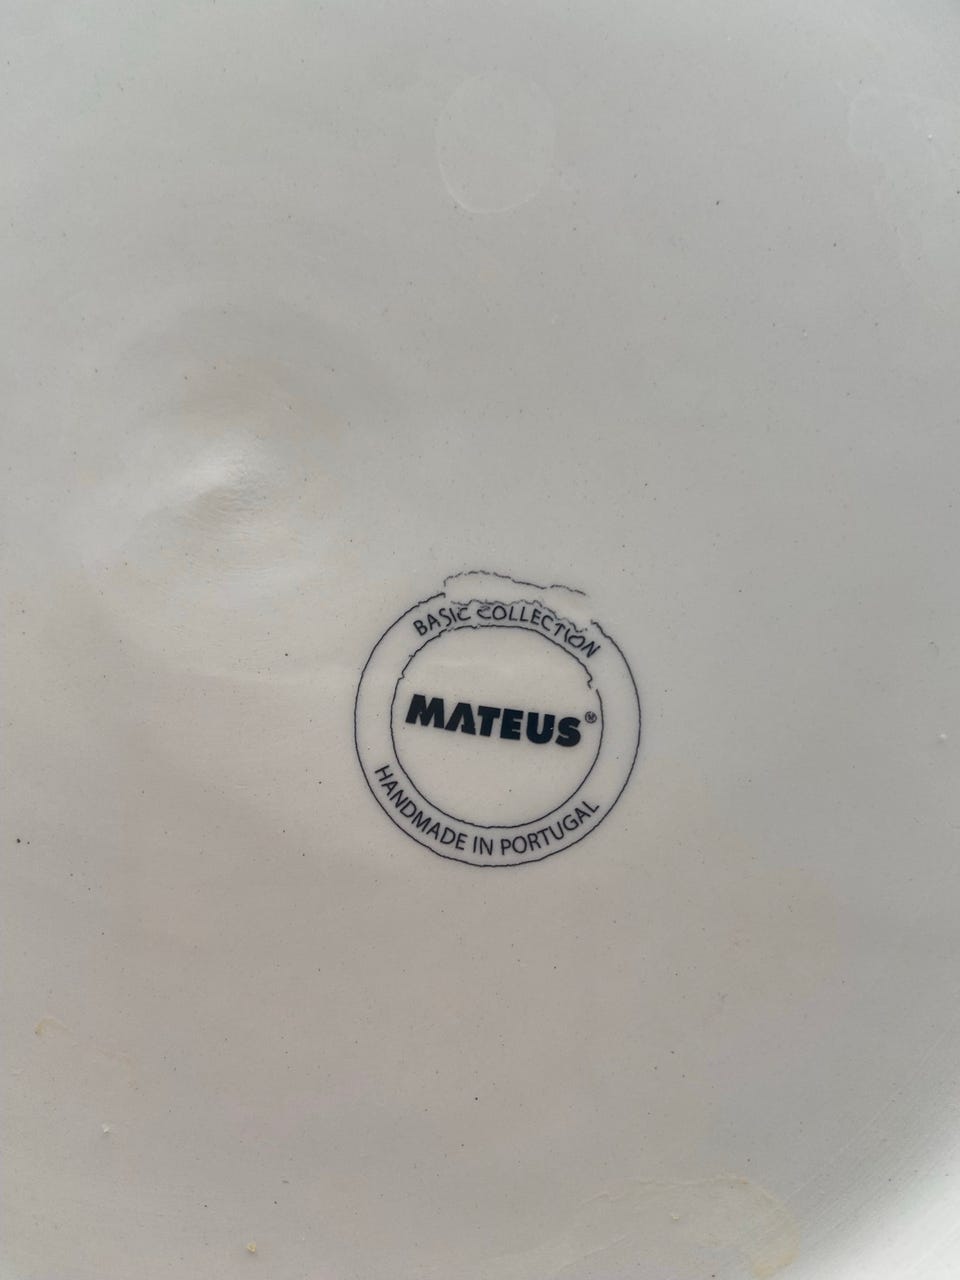 BASIC COLLECTION
MATEUS®
HANDMADE IN PORTUGAL